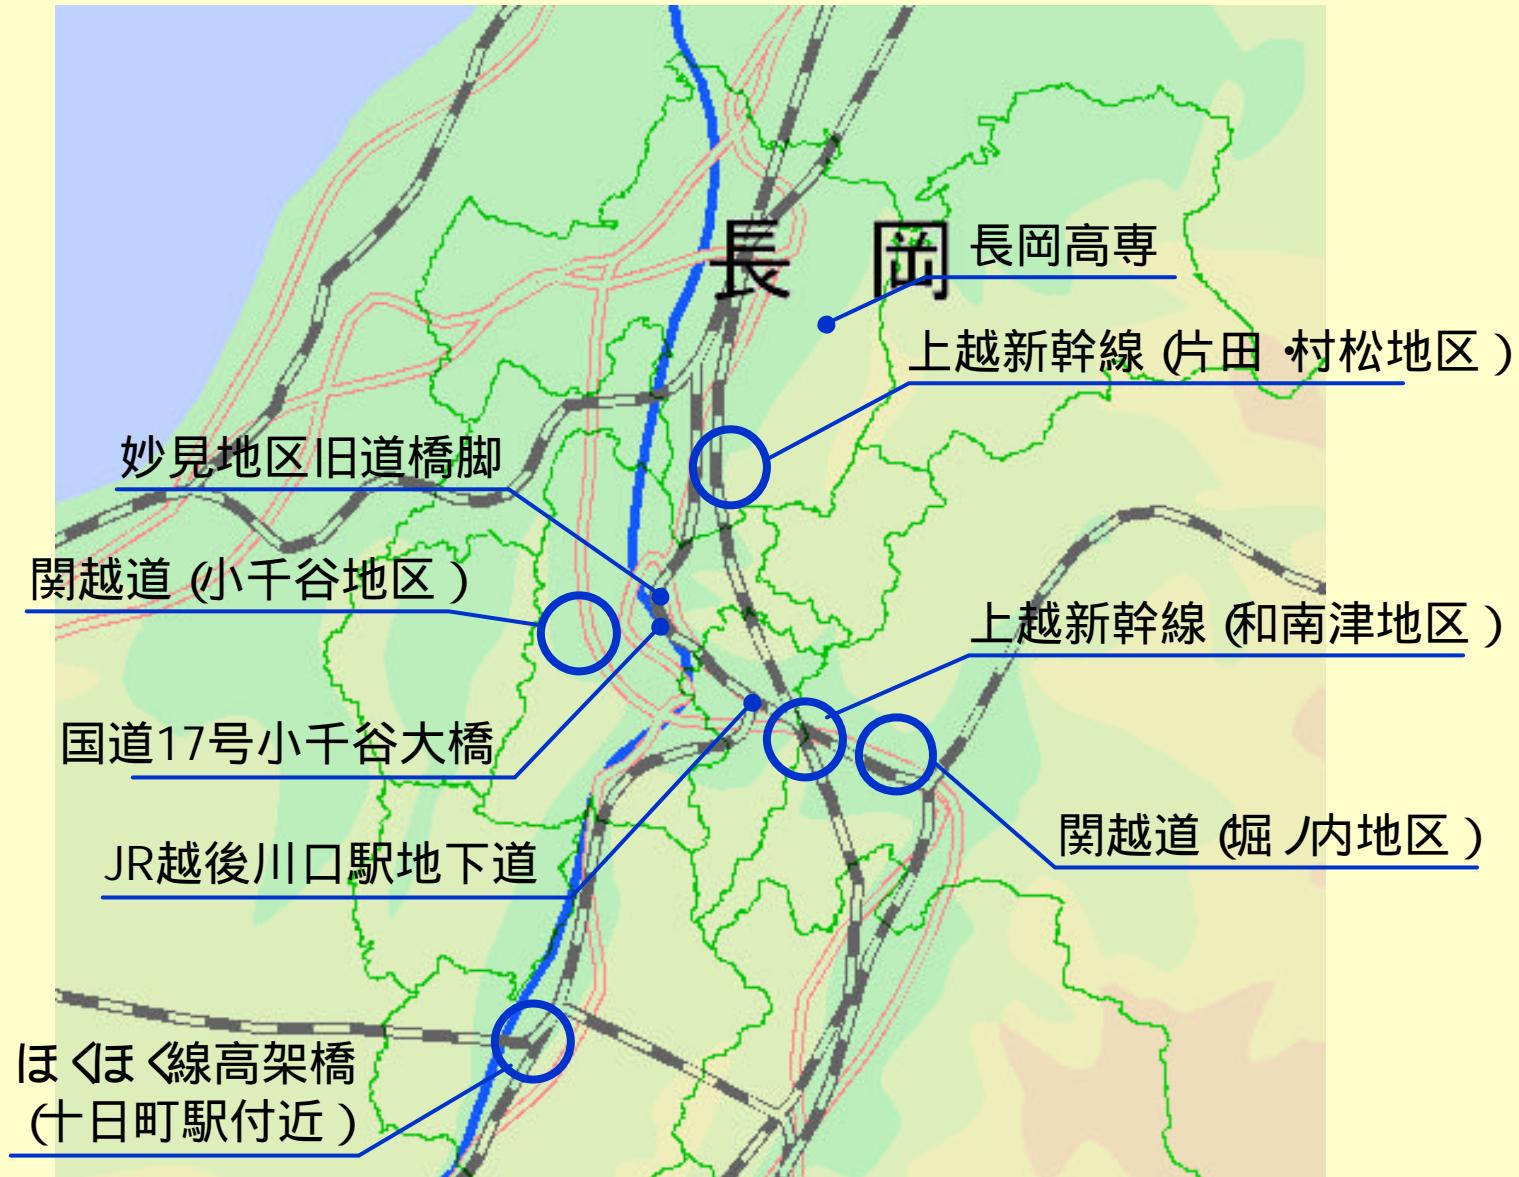 長岡
長岡高専
上越新幹線(片田・村松地区)
妙見地区旧道橋脚
関越道(小千谷地区)
上越新幹線(和南津地区)
国道17号小千谷大橋
関越道(堀ノ内地区)
JR越後川口駅地下道
ほくほく線高架橋
(十日町駅付近)